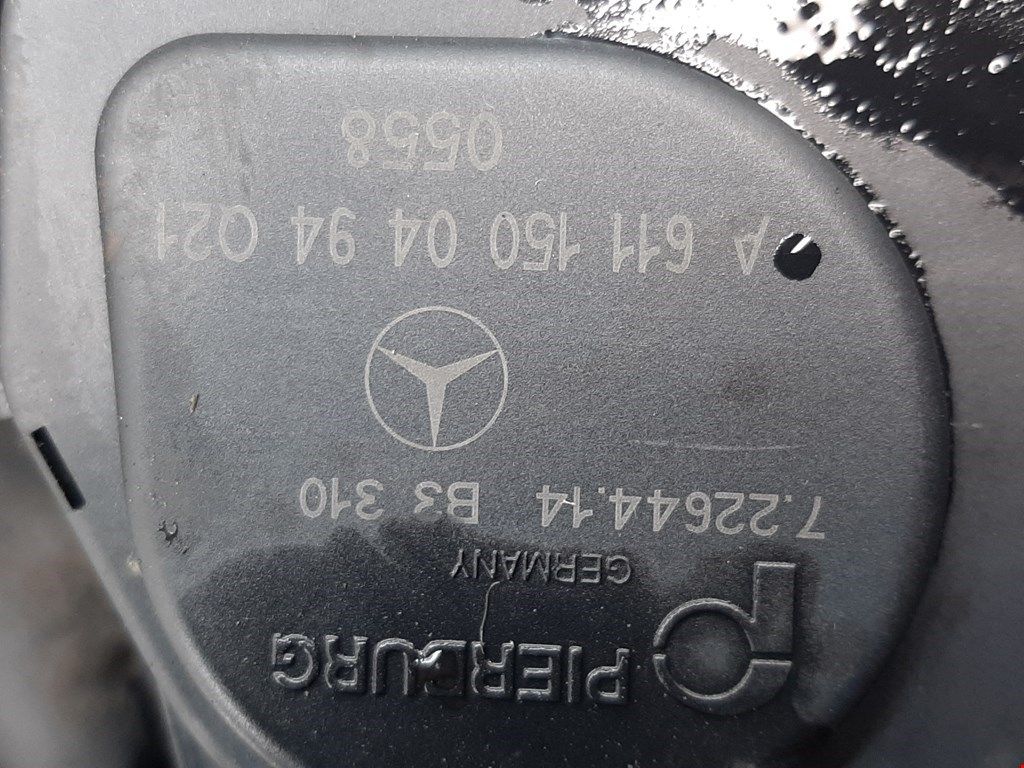 PIERBURG
GERMANY
7.22644.14 B3 310
A 611 150 04 94 021
0558